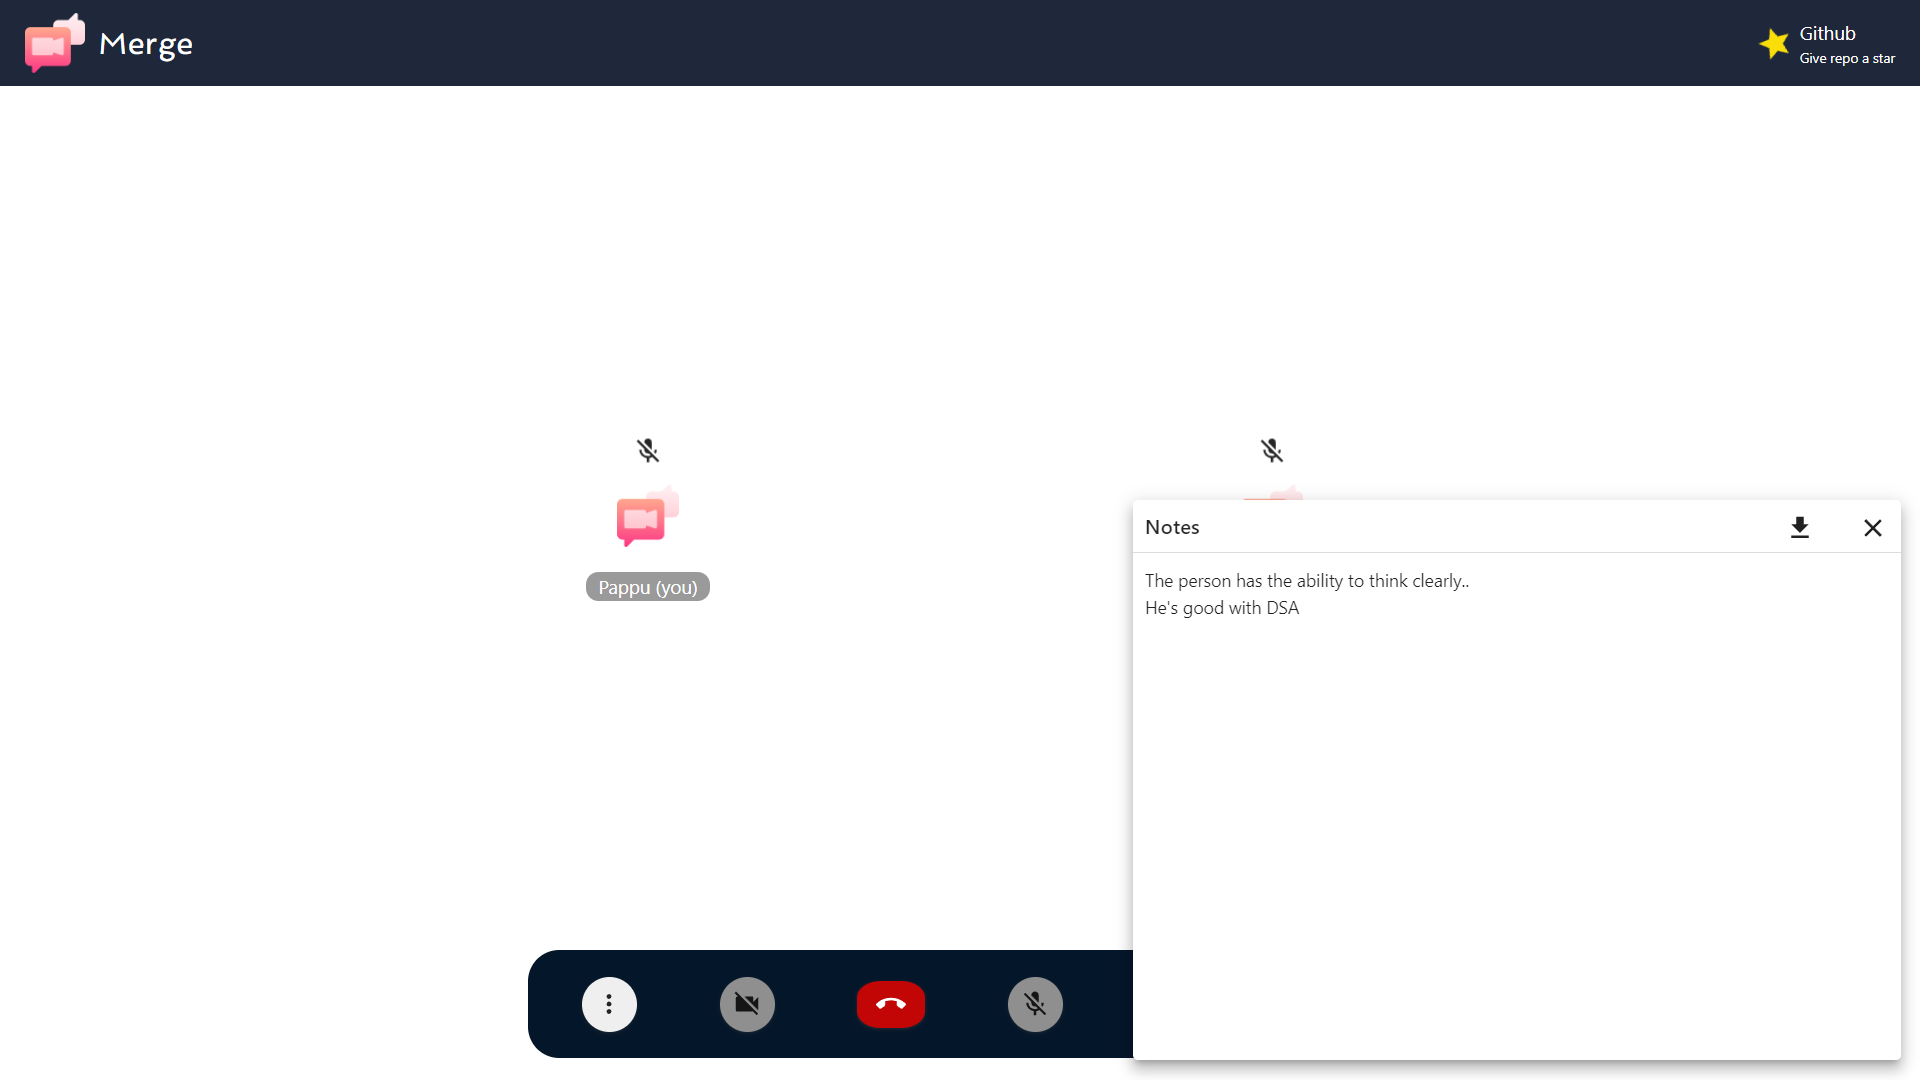 Merge
Github
Give repo a star
Pappu (you)
Notes
The person has the ability to think clearly..
He's good with DSA